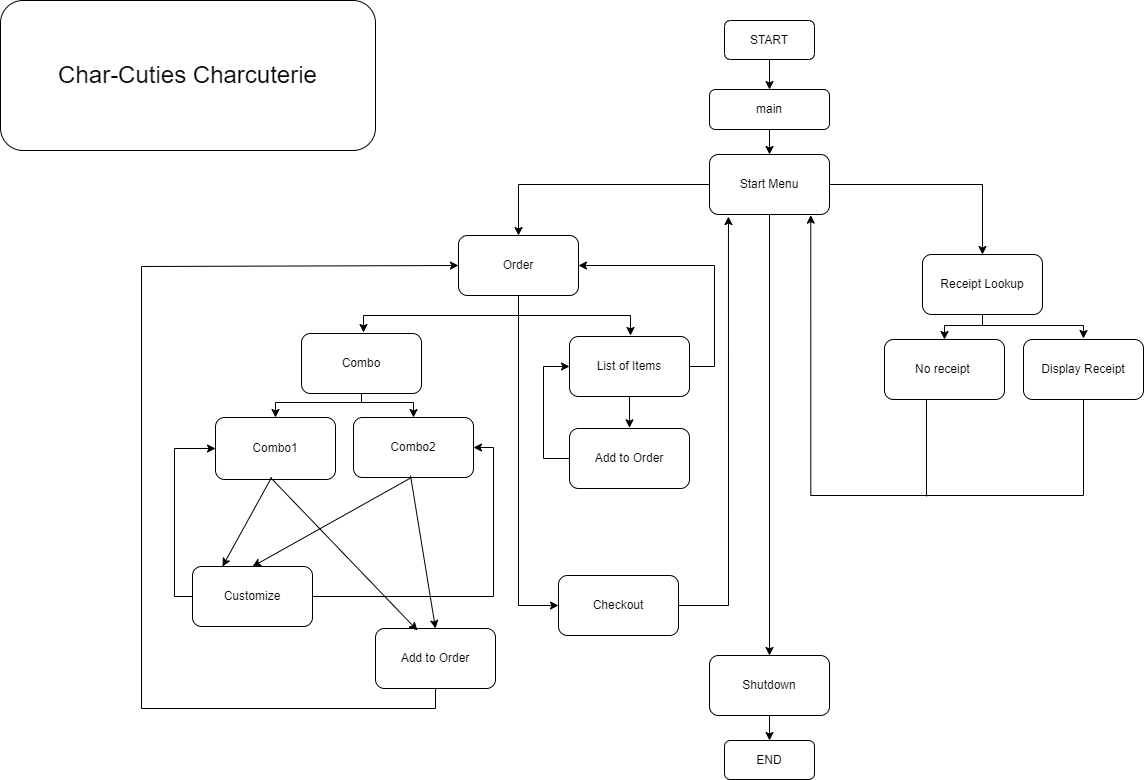 Char-Cuties Charcuterie
START
main
Start Menu
Order
Receipt Lookup
Combo
List of Items
No receipt
Display Receipt
Combo1
Combo2
Add to Order
Customize
Checkout
Add to Order
Shutdown
END